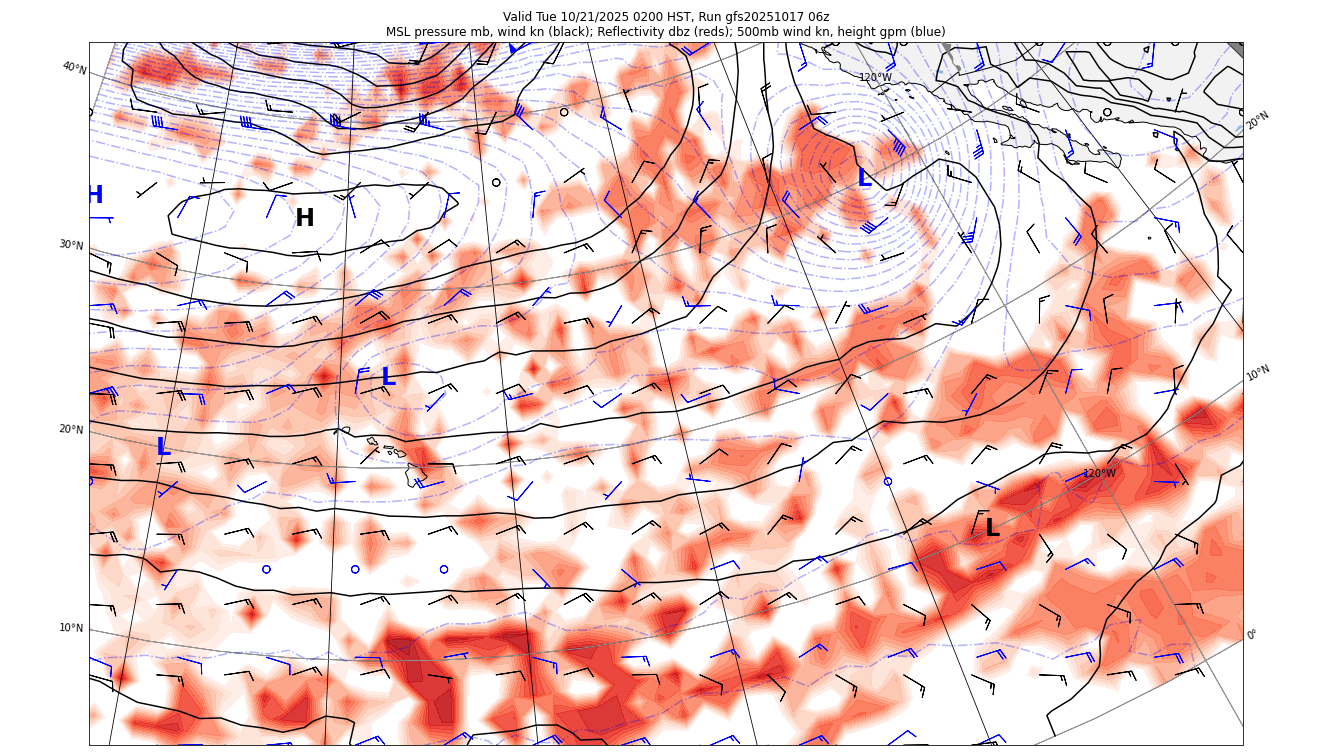 Valid Tue 10/21/2025 0200 HST, Run gfs20251017 06z
MSL pressure mb, wind kn (black); Reflectivity dbz (reds); 500mb wind kn, height gpm (blue)
40°N
120°W
20°N
L
H
H
30°N
10°N
L
20°N
L
120°W
L
10°N
0°